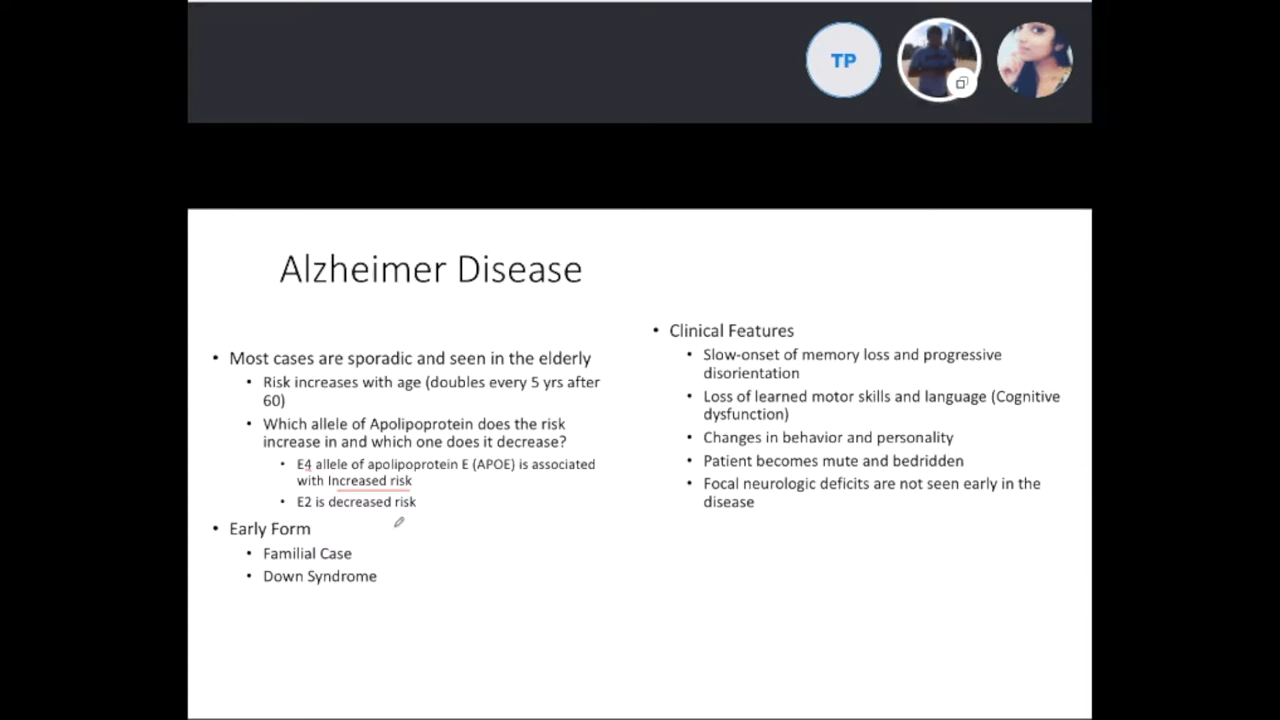 TP
Alzheimer Disease
• Most cases are sporadic and seen in the elderly
• Risk increases with age (doubles every 5 yrs after
60)
• Which allele of Apolipoprotein does the risk
increase in and which one does it decrease?
• E4 allele of apolipoprotein E (APOE) is associated
with Increased risk
• E2 is decreased risk
• Early Form
• Familial Case
• Down Syndrome
• Clinical Features
• Slow-onset of memory loss and progressive
disorientation
• Loss of learned motor skills and language (Cognitive
dysfunction)
• Changes in behavior and personality
• Patient becomes mute and bedridden
• Focal neurologic deficits are not seen early in the
disease